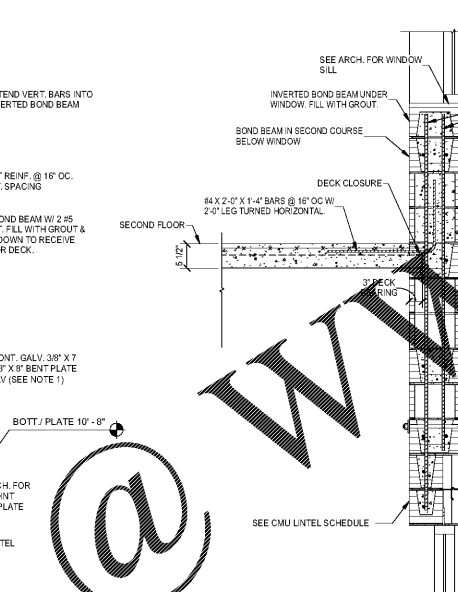 SEE ARCH. FOR WINDOW
SILL
TEND VERT. BARS INTO
ERTED BOND BEAM
INVERTED BOND BEAM UNDER
WINDOW. FILL WITH GROUT.
BOND BEAM IN SECOND COURSE
BELOW WINDOW
REINF. @ 16" OC.
SPACING
DECK CLOSURE
#4 X 2'-0" X 1'-4" BARS @ 16" OC W/
2'-0" LEG TURNED HORIZONTAL.
OND BEAM W/ 2 #5
FILL WITH GROUT &
DOWN TO RECEIVE
R DECK.
SECOND FLOOR
5 1/2"
3" DECK
BEARING
ONT. GALV. 3/8" X 7
8" X 8" BENT PLATE
LV (SEE NOTE 1)
BOTT./ PLATE 10' - 8"
CH. FOR
PLATE
TEL
SEE CMU LINTEL SCHEDULE
@ W W